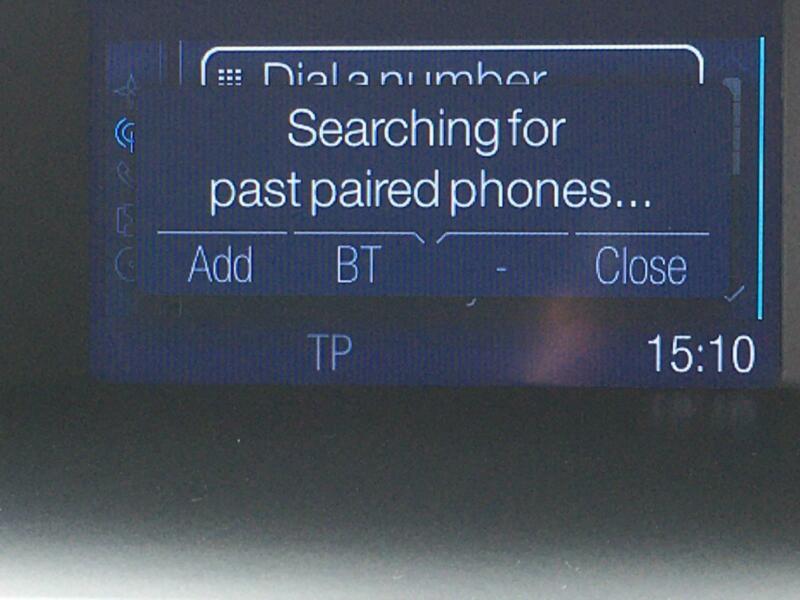 Dial a number
Searching for
past paired phones...
Add BT - Close
TP 15:10